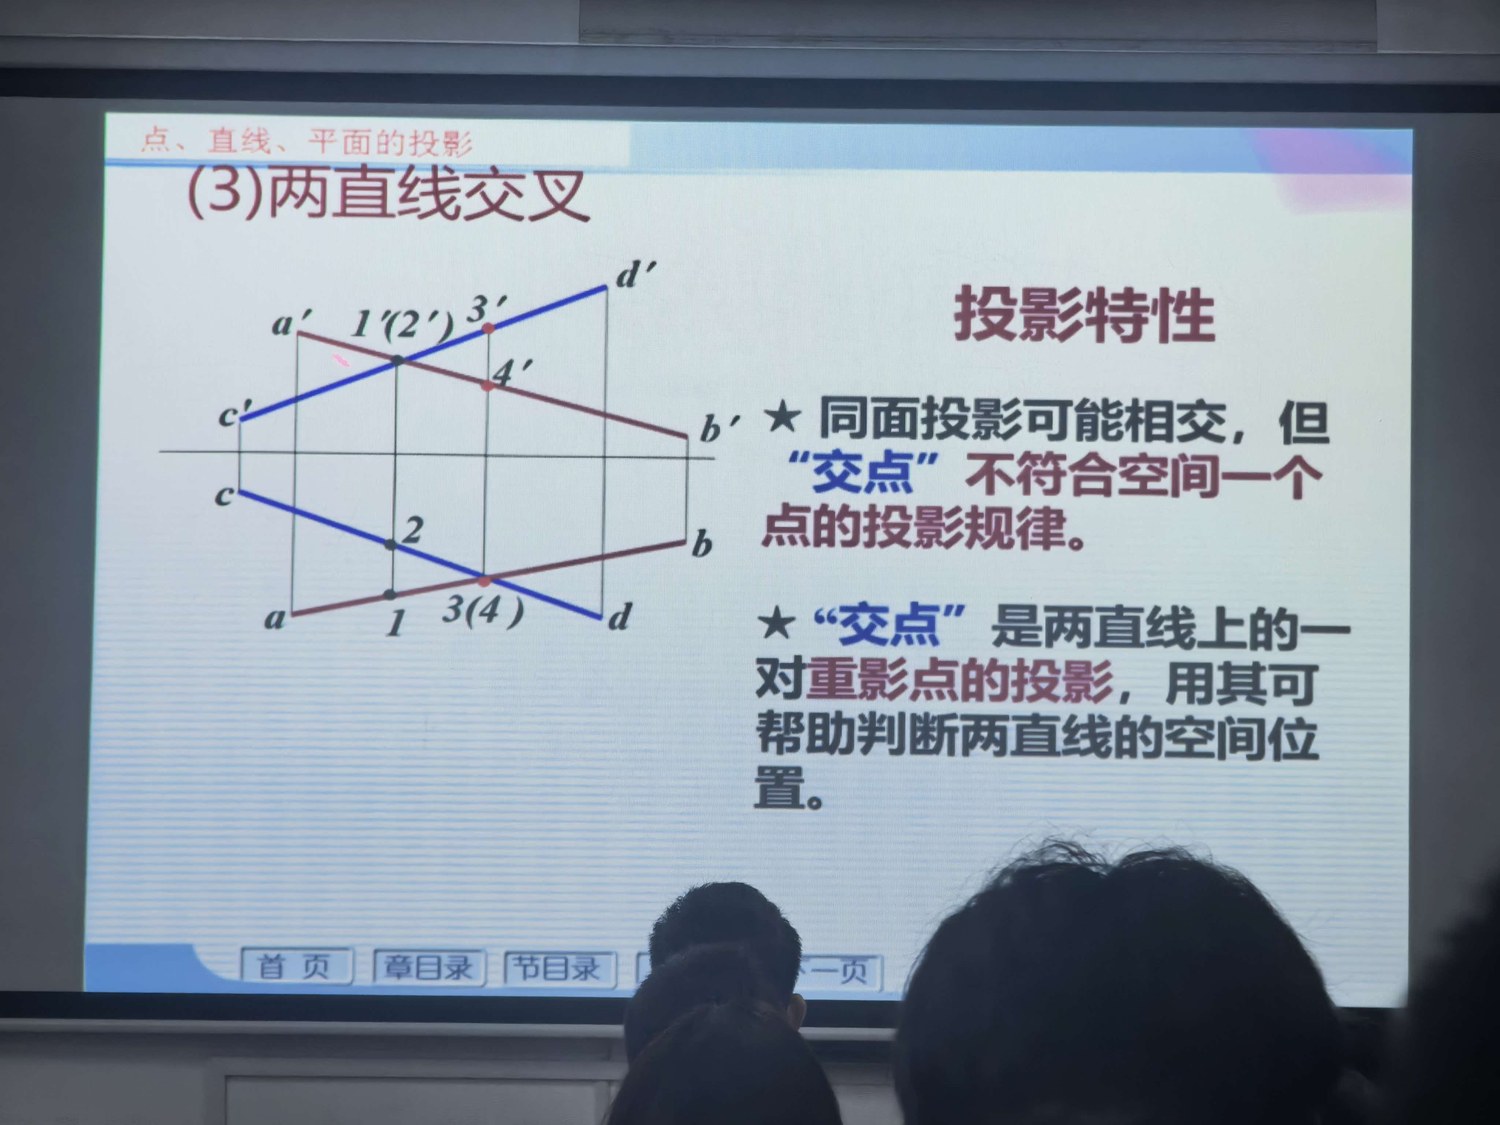 点、直线、平面的投影
(3)两直线交叉
d′
a′ 1′(2′) 3′
4′
c′
b′
c
2
b
a 1 3(4 ) d
投影特性
★ 同面投影可能相交，但
“交点” 不符合空间一个
点的投影规律。
★ “交点” 是两直线上的一
对重影点的投影，用其可
帮助判断两直线的空间位
置。
首 页 章目录 节目录 一页